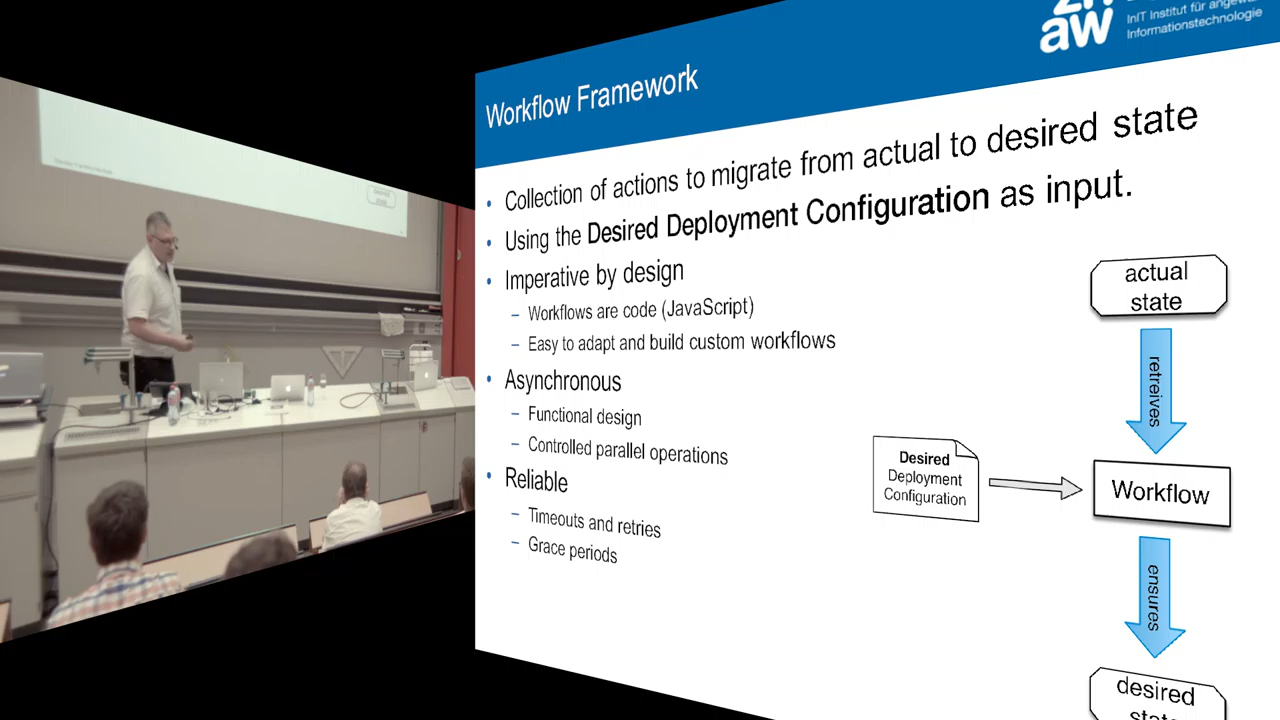 aw
InIT Institut für
Informationstechnologie
Workflow Framework
• Collection of actions to migrate from actual to desired state
• Using the Desired Deployment Configuration as input.
• Imperative by design
– Workflows are code (JavaScript)
– Easy to adapt and build custom workflows
• Asynchronous
– Functional design
– Controlled parallel operations
• Reliable
– Timeouts and retries
– Grace periods
actual
state
retreives
Desired
Deployment
Configuration
Workflow
ensures
desired